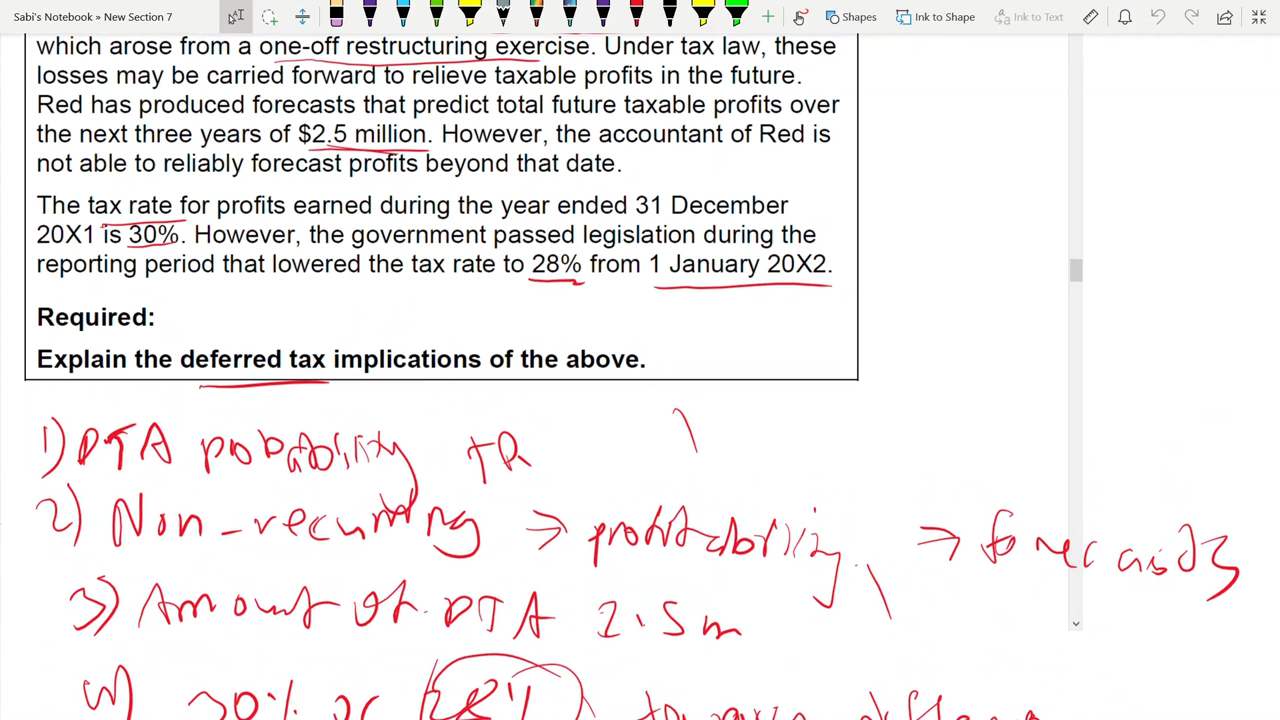 Sabi's Notebook » New Section 7
Shapes
Ink to Shape
Ink to Text
which arose from a one-off restructuring exercise. Under tax law, these
losses may be carried forward to relieve taxable profits in the future.
Red has produced forecasts that predict total future taxable profits over
the next three years of $2.5 million. However, the accountant of Red is
not able to reliably forecast profits beyond that date.
The tax rate for profits earned during the year ended 31 December
20X1 is 30%. However, the government passed legislation during the
reporting period that lowered the tax rate to 28% from 1 January 20X2.
Required:
Explain the deferred tax implications of the above.
1) DTA probability TP
2) Non-recurring → profitability → forecasts
3) Amount of DTA 2.5m
30% or 28%